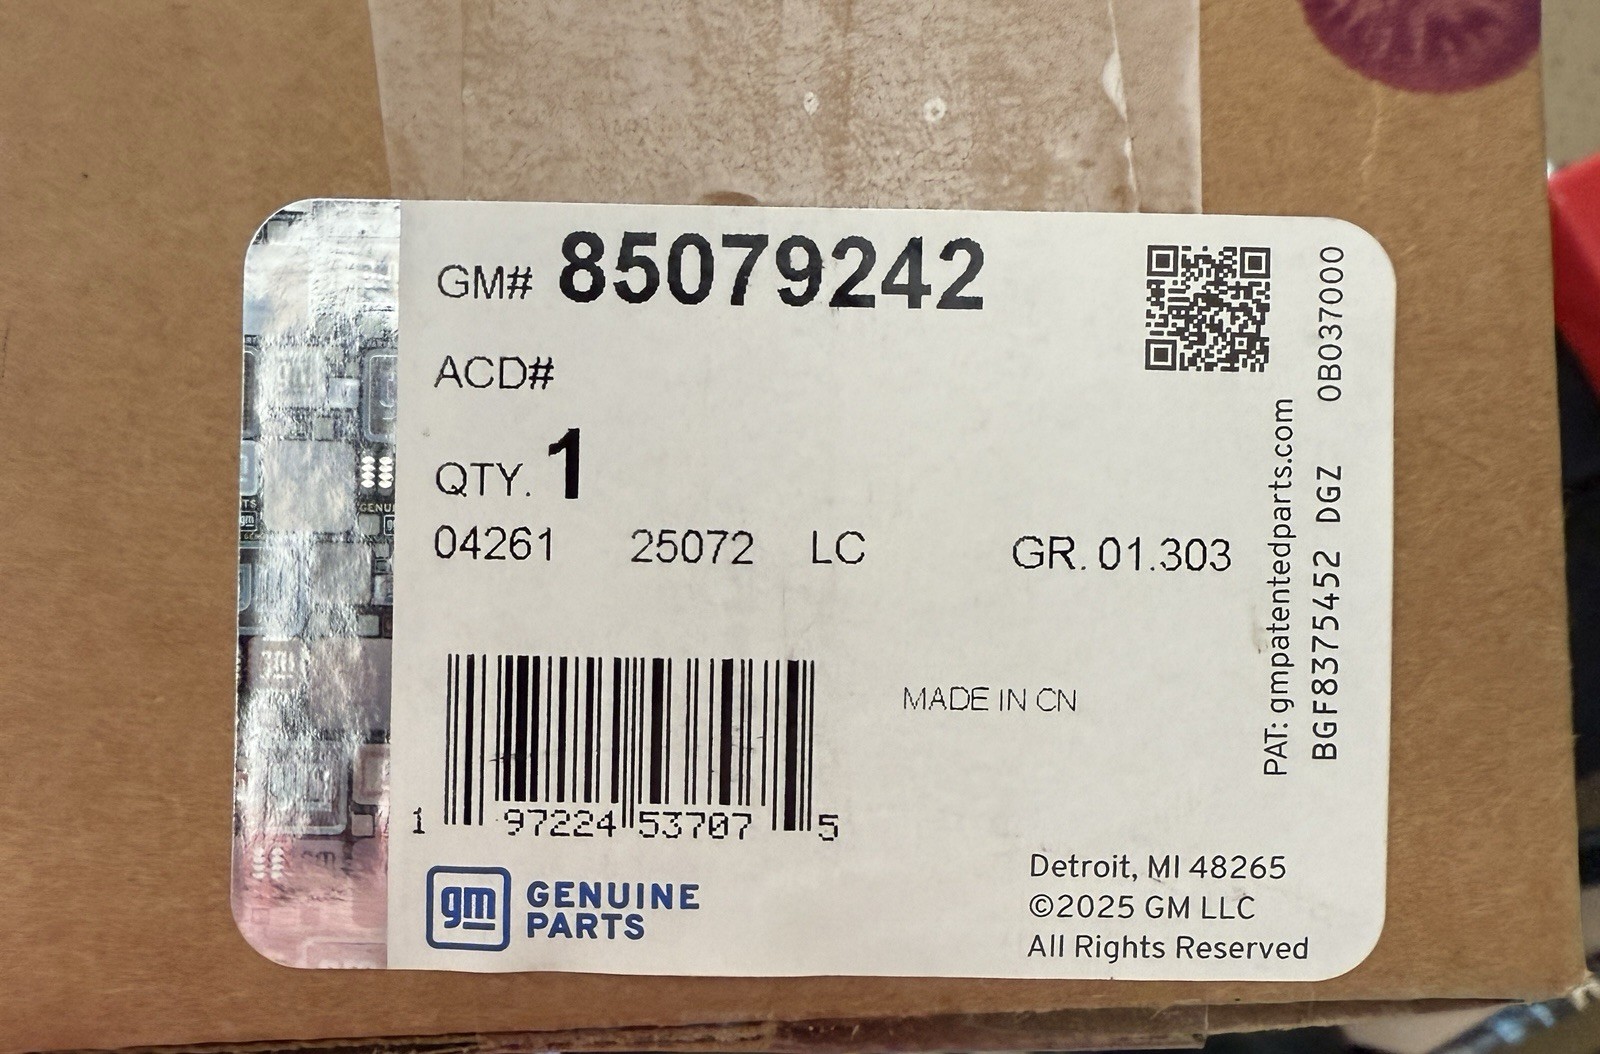 GM# 85079242
ACD#
QTY. 1
04261 25072 LC GR. 01.303
MADE IN CN
1 97224 53707 5
gm GENUINE
PARTS
Detroit, MI 48265
©2025 GM LLC
All Rights Reserved
PAT: gmpatentedparts.com
BGF8375452 DGZ 0B037000